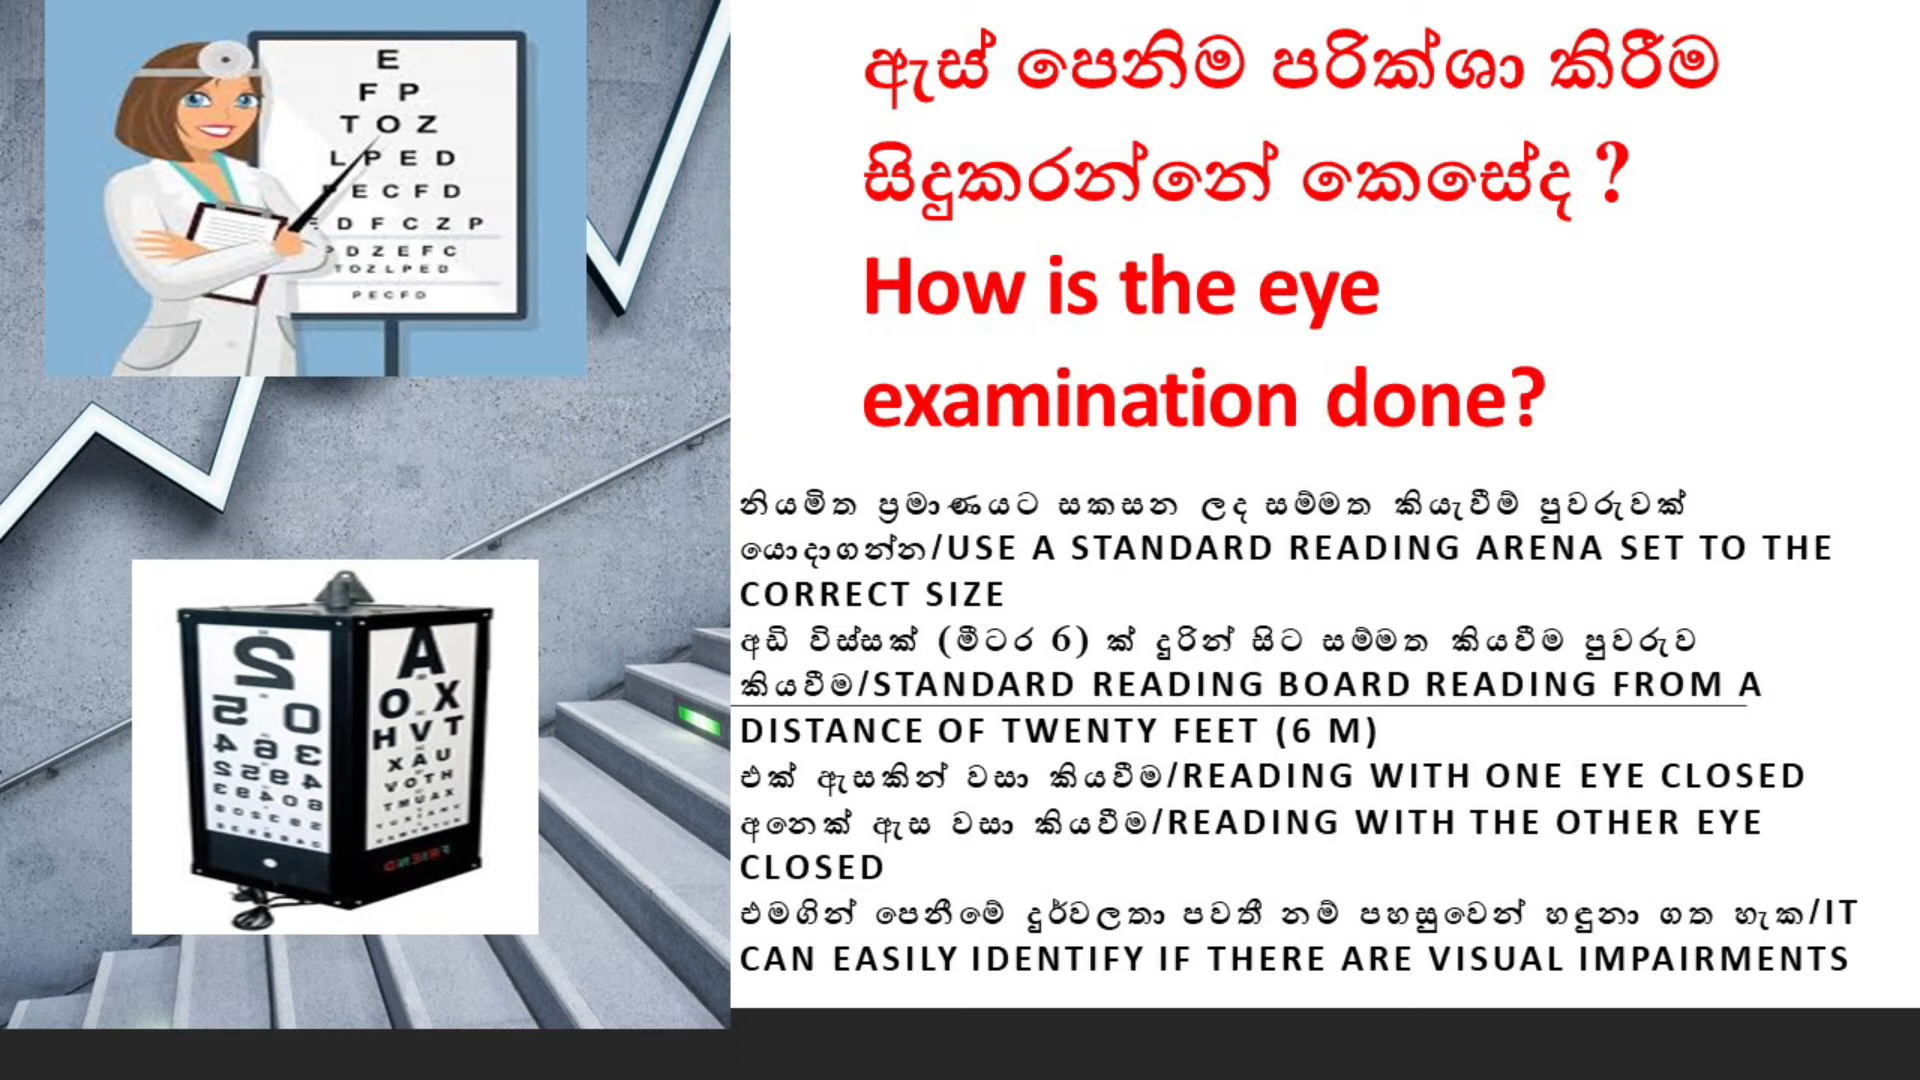 E
F P
T O Z
L P E D
P E C F D
E D F C Z P
P D Z E F C
T O Z L P E D
P E C F D
ඇස් පෙනිම පරික්ශා කිරීම
සිදුකරන්නේ කෙසේද ?
How is the eye
examination done?
නියමිත ප්‍රමාණයට සකසන ලද සම්මත කියැවීම් පුවරුවක්
යොදාගන්න/USE A STANDARD READING ARENA SET TO THE
CORRECT SIZE
අඩි විස්සක් (මීටර 6) ක් දුරින් සිට සම්මත කියවීම පුවරුව
කියවීම/STANDARD READING BOARD READING FROM A
DISTANCE OF TWENTY FEET (6 M)
එක් ඇසකින් වසා කියවීම/READING WITH ONE EYE CLOSED
අනෙක් ඇස වසා කියවීම/READING WITH THE OTHER EYE
CLOSED
එමගින් පෙනීමේ දුර්වලතා පවතී නම් පහසුවෙන් හඳුනා ගත හැක/IT
CAN EASILY IDENTIFY IF THERE ARE VISUAL IMPAIRMENTS
A
O X
H V T
X A U
V O T H
T M U A X